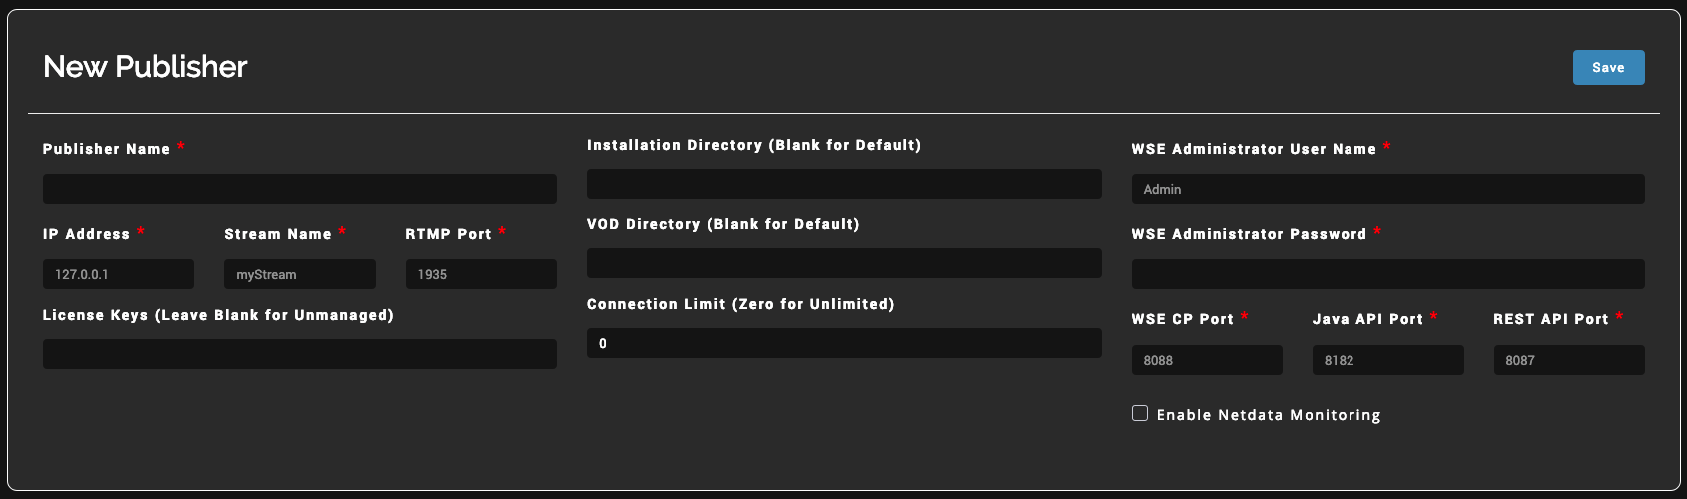 New Publisher
Save
Publisher Name *
IP Address * Stream Name * RTMP Port *
127.0.0.1 myStream 1935
License Keys (Leave Blank for Unmanaged)
Installation Directory (Blank for Default)
VOD Directory (Blank for Default)
Connection Limit (Zero for Unlimited)
0
WSE Administrator User Name *
Admin
WSE Administrator Password *
WSE CP Port * Java API Port * REST API Port *
8088 8182 8087
Enable Netdata Monitoring